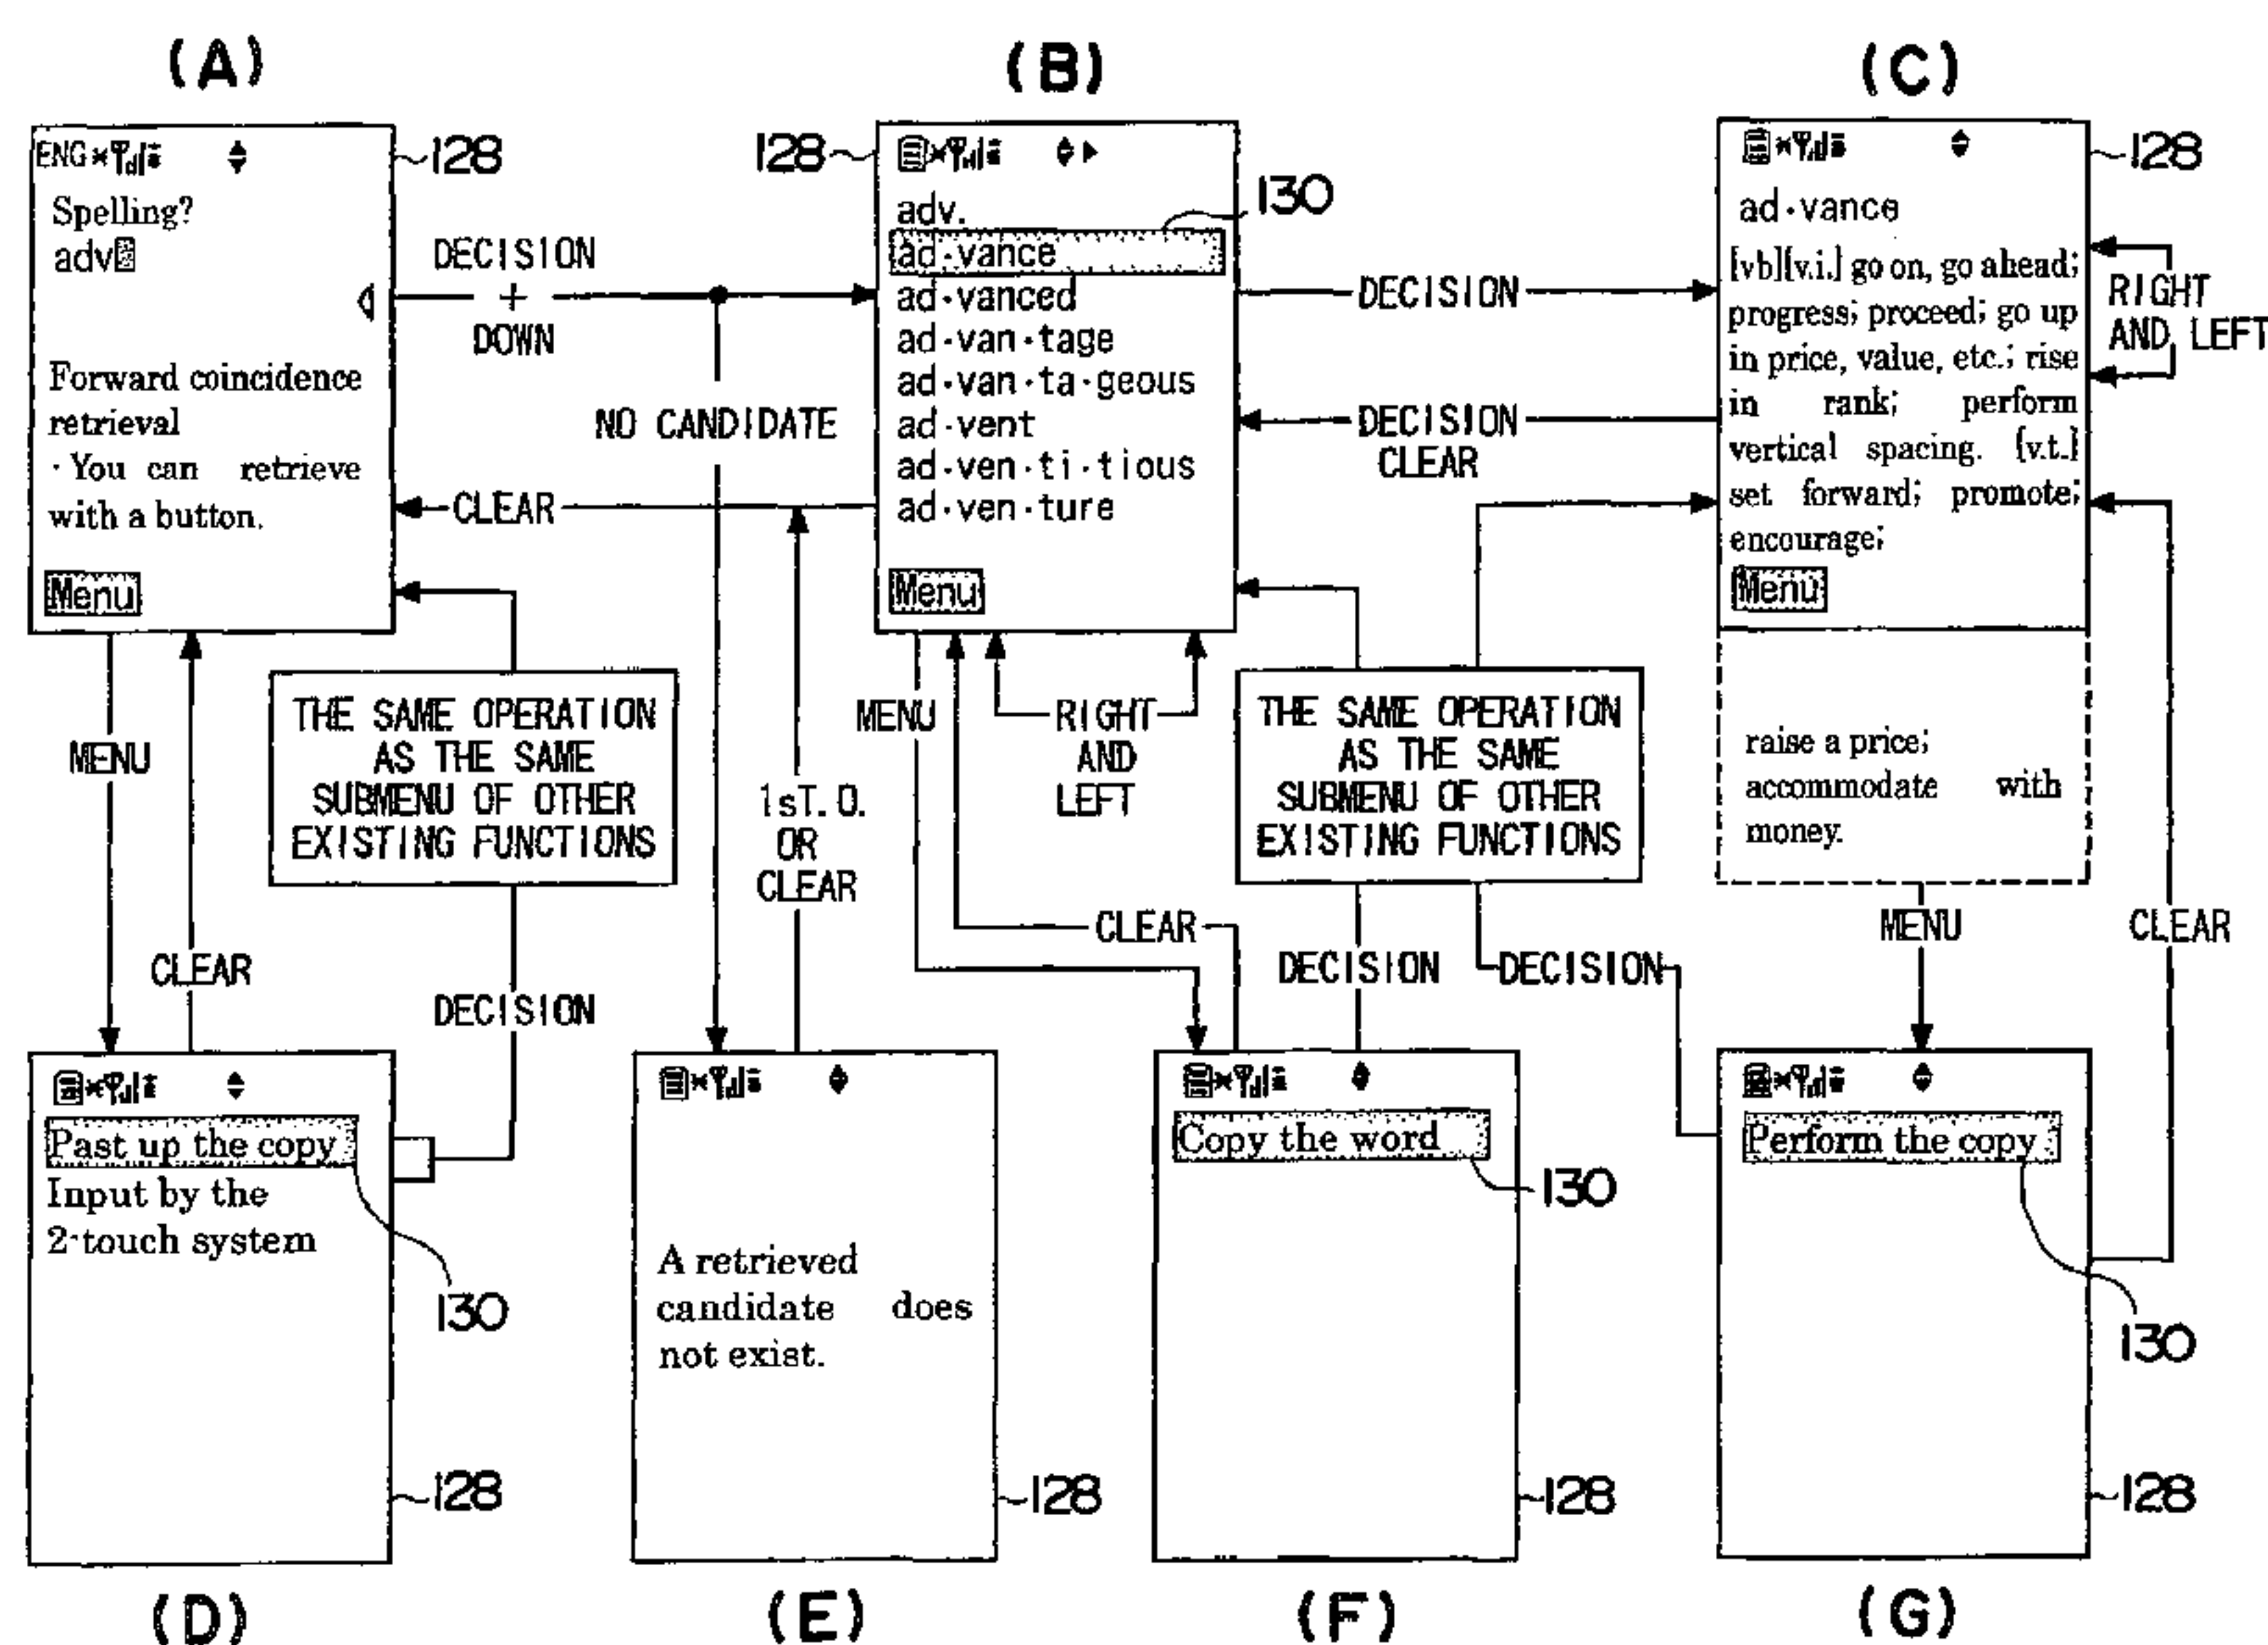 (A)
ENG
128
Spelling?
adv
Forward coincidence
retrieval
· You can retrieve
with a button.
Menu
DECISION
+
DOWN
NO CANDIDATE
CLEAR
(B)
128
130
adv.
ad·vance
ad·vanced
ad·van·tage
ad·van·ta·geous
ad·vent
ad·ven·ti·tious
ad·ven·ture
Menu
DECISION
DECISION
CLEAR
(C)
128
ad·vance
[vb][v.i.] go on, go ahead;
progress; proceed; go up
in price, value, etc.; rise
in rank; perform
vertical spacing. {v.t.}
set forward; promote;
encourage;
Menu
raise a price;
accommodate with
money.
RIGHT
AND LEFT
MENU
CLEAR
THE SAME OPERATION
AS THE SAME
SUBMENU OF OTHER
EXISTING FUNCTIONS
DECISION
1sT.O.
OR
CLEAR
MENU
RIGHT
AND
LEFT
CLEAR
THE SAME OPERATION
AS THE SAME
SUBMENU OF OTHER
EXISTING FUNCTIONS
DECISION
DECISION
MENU
CLEAR
Past up the copy
Input by the
2-touch system
130
128
(D)
A retrieved
candidate does
not exist.
128
(E)
Copy the word
130
128
(F)
Perform the copy
130
128
(G)